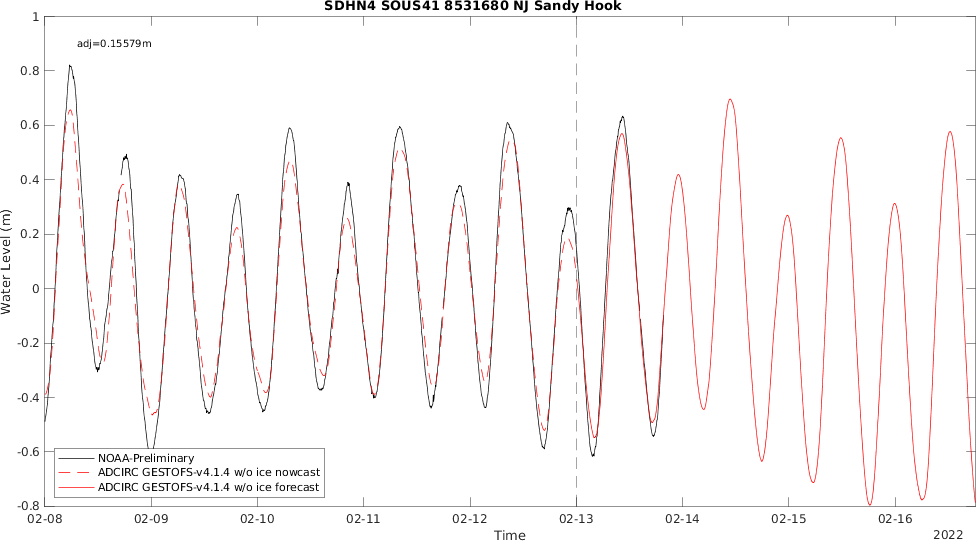 SDHN4 SOUS41 8531680 NJ Sandy Hook
adj=0.15579m
1
0.8
0.6
0.4
0.2
0
-0.2
-0.4
-0.6
-0.8
Water Level (m)
NOAA-Preliminary
ADCIRC GESTOFS-v4.1.4 w/o ice nowcast
ADCIRC GESTOFS-v4.1.4 w/o ice forecast
02-08 02-09 02-10 02-11 02-12 02-13 02-14 02-15 02-16
Time
2022